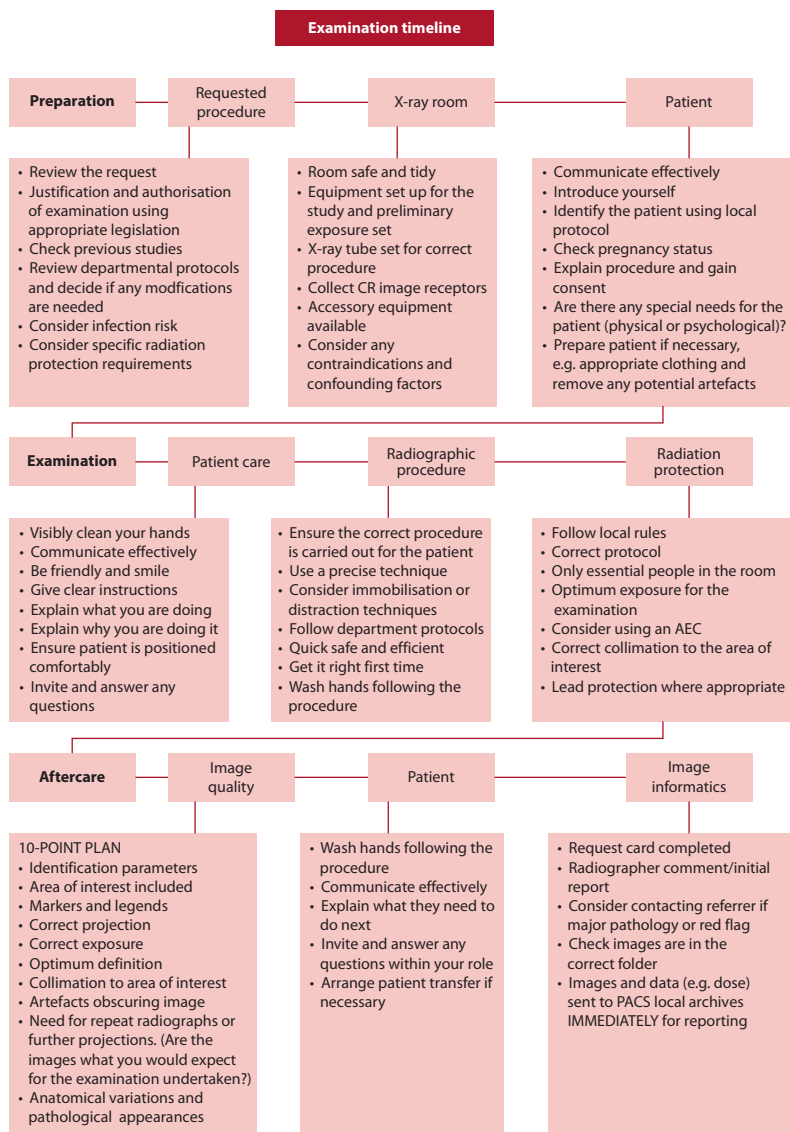 Examination timeline
Preparation
Requested
procedure
X-ray room
Patient
• Review the request
• Justification and authorisation
of examination using
appropriate legislation
• Check previous studies
• Review departmental protocols
and decide if any modfications
are needed
• Consider infection risk
• Consider specific radiation
protection requirements
• Room safe and tidy
• Equipment set up for the
study and preliminary
exposure set
• X-ray tube set for correct
procedure
• Collect CR image receptors
• Accessory equipment
available
• Consider any
contraindications and
confounding factors
• Communicate effectively
• Introduce yourself
• Identify the patient using local
protocol
• Check pregnancy status
• Explain procedure and gain
consent
• Are there any special needs for the
patient (physical or psychological)?
• Prepare patient if necessary,
e.g. appropriate clothing and
remove any potential artefacts
Examination
Patient care
Radiographic
procedure
Radiation
protection
• Visibly clean your hands
• Communicate effectively
• Be friendly and smile
• Give clear instructions
• Explain what you are doing
• Explain why you are doing it
• Ensure patient is positioned
comfortably
• Invite and answer any
questions
• Ensure the correct procedure
is carried out for the patient
• Use a precise technique
• Consider immobilisation or
distraction techniques
• Follow department protocols
• Quick safe and efficient
• Get it right first time
• Wash hands following the
procedure
• Follow local rules
• Correct protocol
• Only essential people in the room
• Optimum exposure for the
examination
• Consider using an AEC
• Correct collimation to the area of
interest
• Lead protection where appropriate
Aftercare
Image
quality
Patient
Image
informatics
10-POINT PLAN
• Identification parameters
• Area of interest included
• Markers and legends
• Correct projection
• Correct exposure
• Optimum definition
• Collimation to area of interest
• Artefacts obscuring image
• Need for repeat radiographs or
further projections. (Are the
images what you would expect
for the examination undertaken?)
• Anatomical variations and
pathological appearances
• Wash hands following the
procedure
• Communicate effectively
• Explain what they need to
do next
• Invite and answer any
questions within your role
• Arrange patient transfer if
necessary
• Request card completed
• Radiographer comment/initial
report
• Consider contacting referrer if
major pathology or red flag
• Check images are in the
correct folder
• Images and data (e.g. dose)
sent to PACS local archives
IMMEDIATELY for reporting